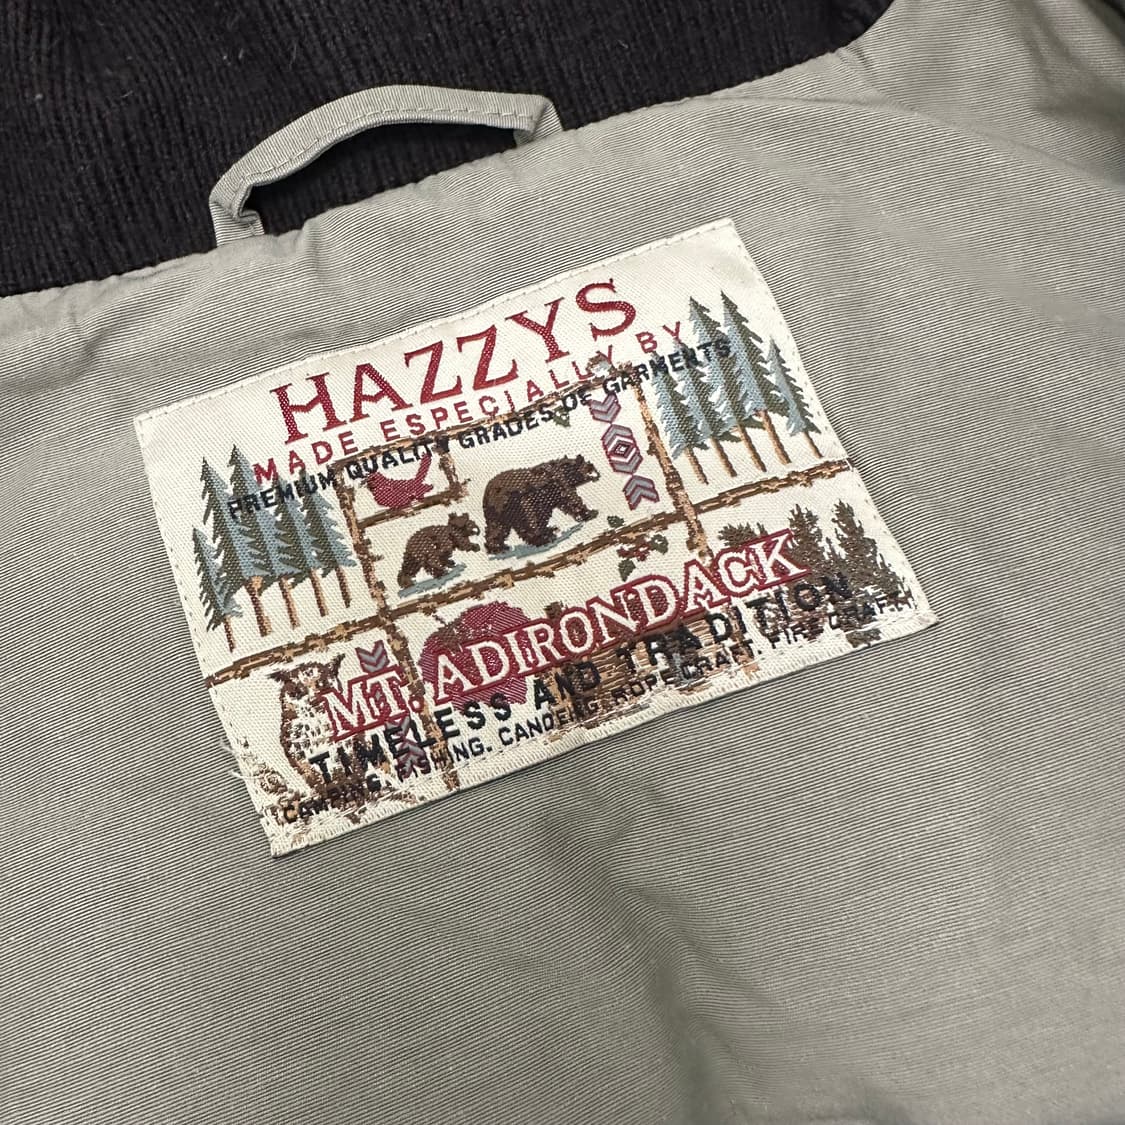 HAZZYS
MADE ESPECIALLY BY
PREMIUM QUALITY GRADES OF GARMENTS
MT. ADIRONDACK
TIMELESS AND TRADITION
CAMPING. FISHING. CANOEING. ROPE CRAFT. FIRE CRAFT.